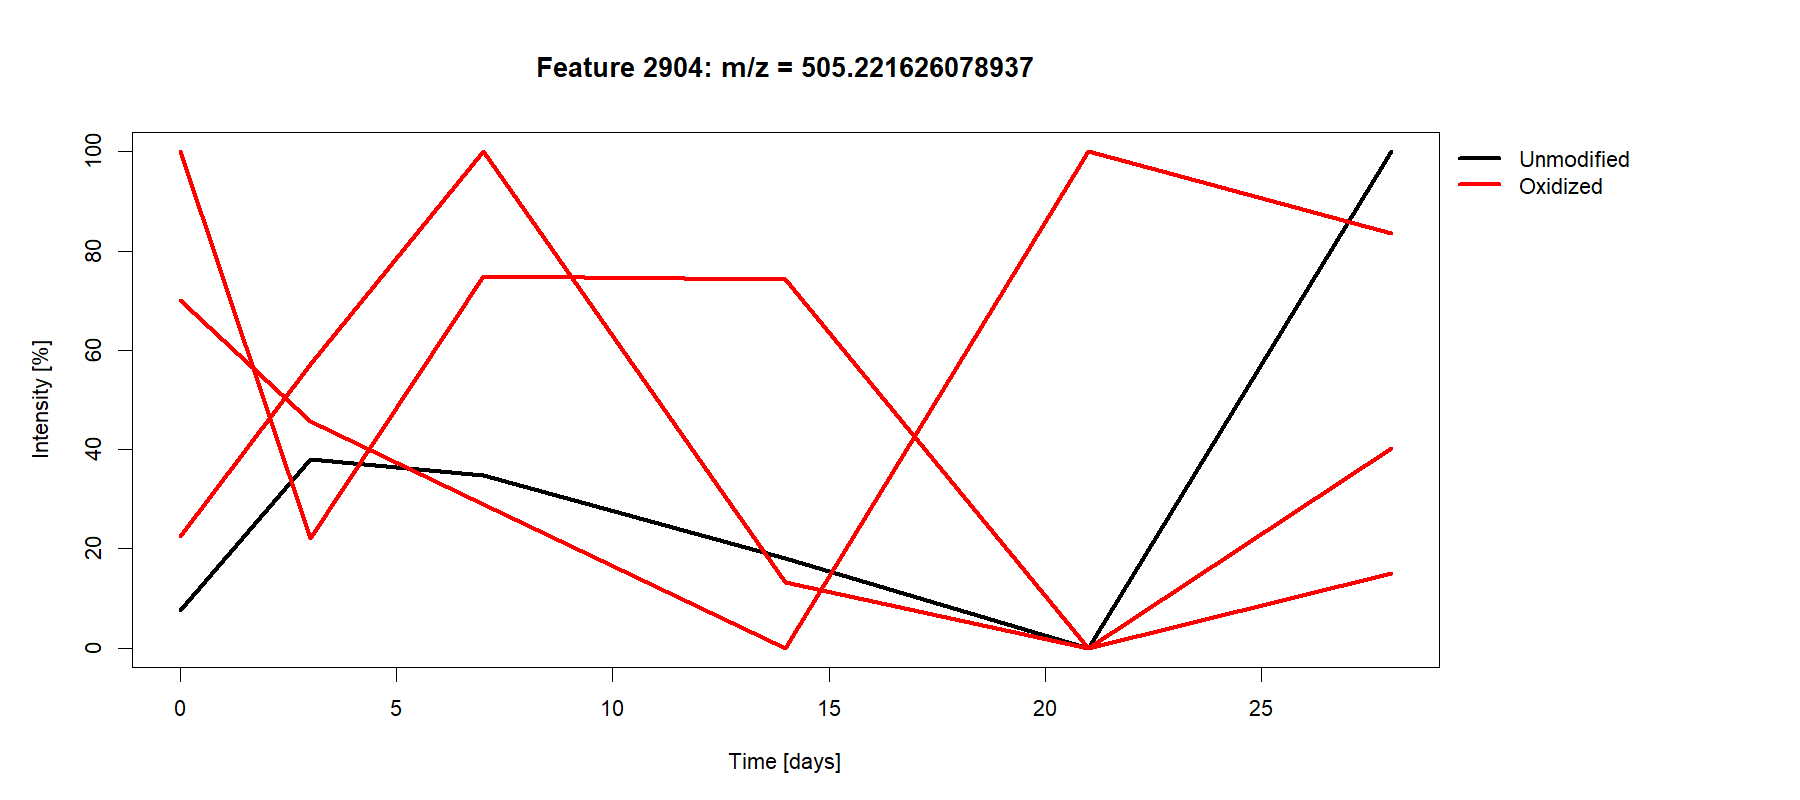 Feature 2904: m/z = 505.221626078937
Unmodified
Oxidized
Intensity [%]
100
80
60
40
20
0
0 5 10 15 20 25
Time [days]